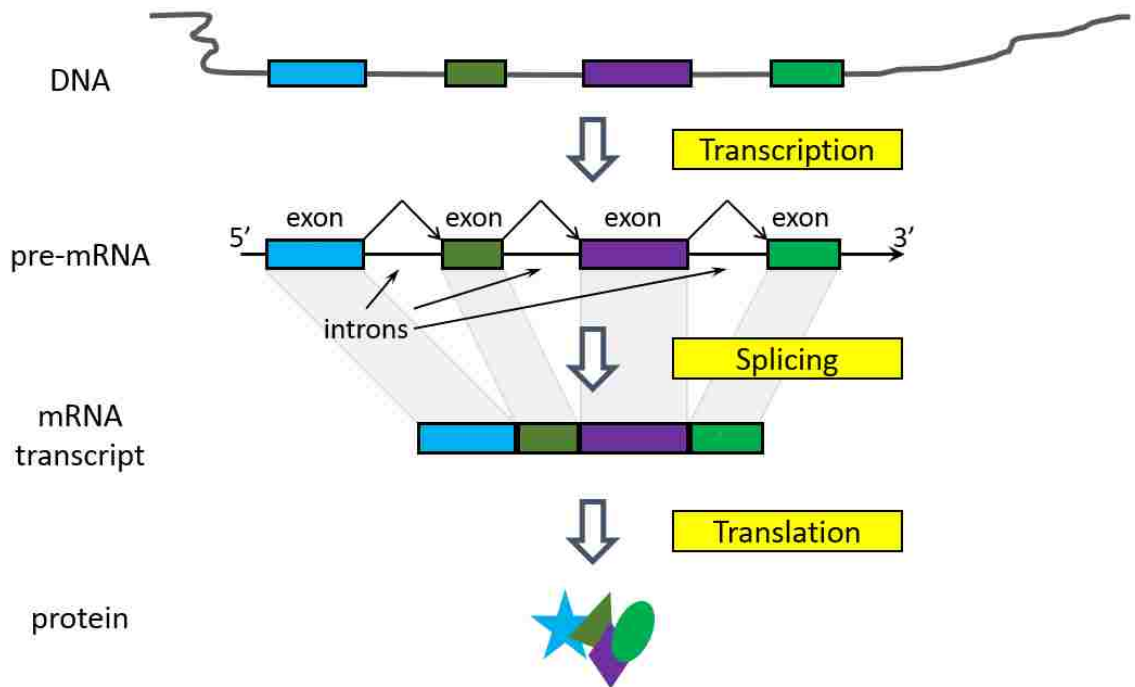 DNA
Transcription
exon exon exon exon
5′ 3′
pre-mRNA
introns
Splicing
mRNA
transcript
Translation
protein